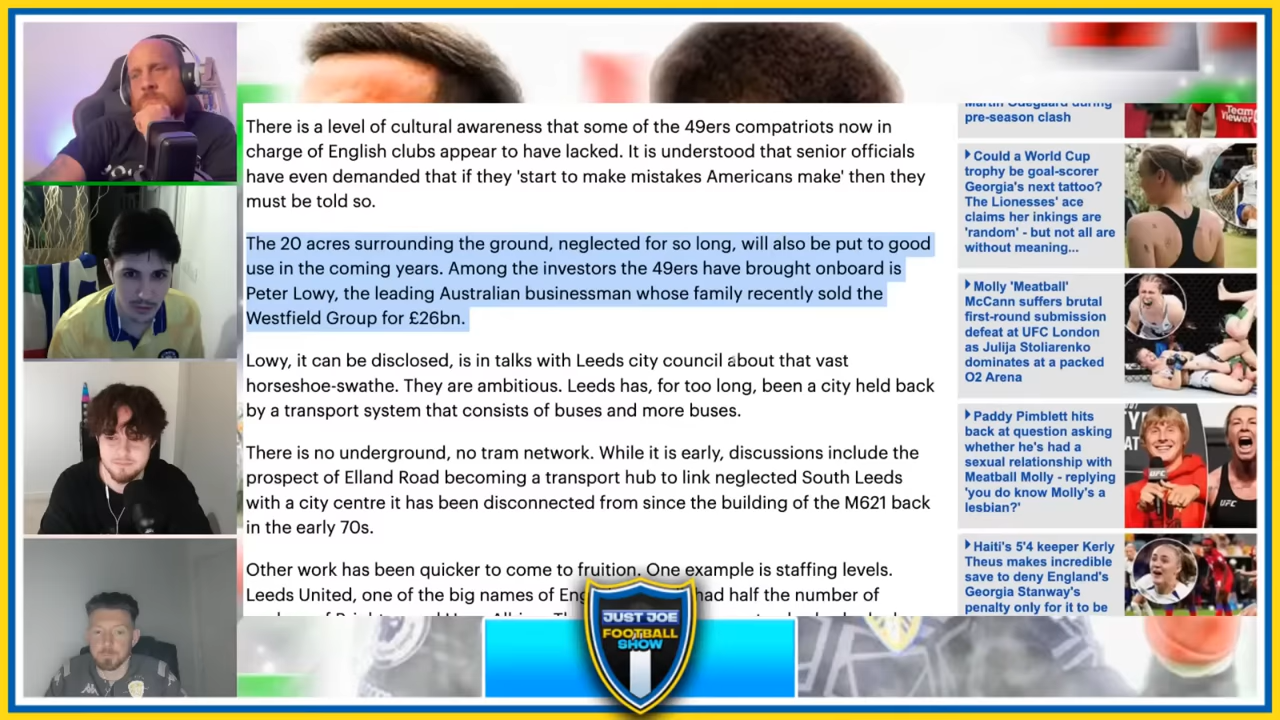 There is a level of cultural awareness that some of the 49ers compatriots now in
charge of English clubs appear to have lacked. It is understood that senior officials
have even demanded that if they 'start to make mistakes Americans make' then they
must be told so.
The 20 acres surrounding the ground, neglected for so long, will also be put to good
use in the coming years. Among the investors the 49ers have brought onboard is
Peter Lowy, the leading Australian businessman whose family recently sold the
Westfield Group for £26bn.
Lowy, it can be disclosed, is in talks with Leeds city council about that vast
horseshoe-swathe. They are ambitious. Leeds has, for too long, been a city held back
by a transport system that consists of buses and more buses.
There is no underground, no tram network. While it is early, discussions include the
prospect of Elland Road becoming a transport hub to link neglected South Leeds
with a city centre it has been disconnected from since the building of the M621 back
in the early 70s.
Other work has been quicker to come to fruition. One example is staffing levels.
Leeds United, one of the big names of had half the number of
JUST JOE
FOOTBALL
SHOW
Martin Odegaard during
pre-season clash
Could a World Cup
trophy be goal-scorer
Georgia's next tattoo?
The Lionesses' ace
claims her inkings are
'random' - but not all are
without meaning...
Molly 'Meatball'
McCann suffers brutal
first-round submission
defeat at UFC London
as Julija Stoliarenko
dominates at a packed
O2 Arena
Paddy Pimblett hits
back at question asking
whether he's had a
sexual relationship with
Meatball Molly - replying
'you do know Molly's a
lesbian?'
Haiti's 5'4 keeper Kerly
Theus makes incredible
save to deny England's
Georgia Stanway's
penalty only for it to be
Team
Viewer
UFC
UFC